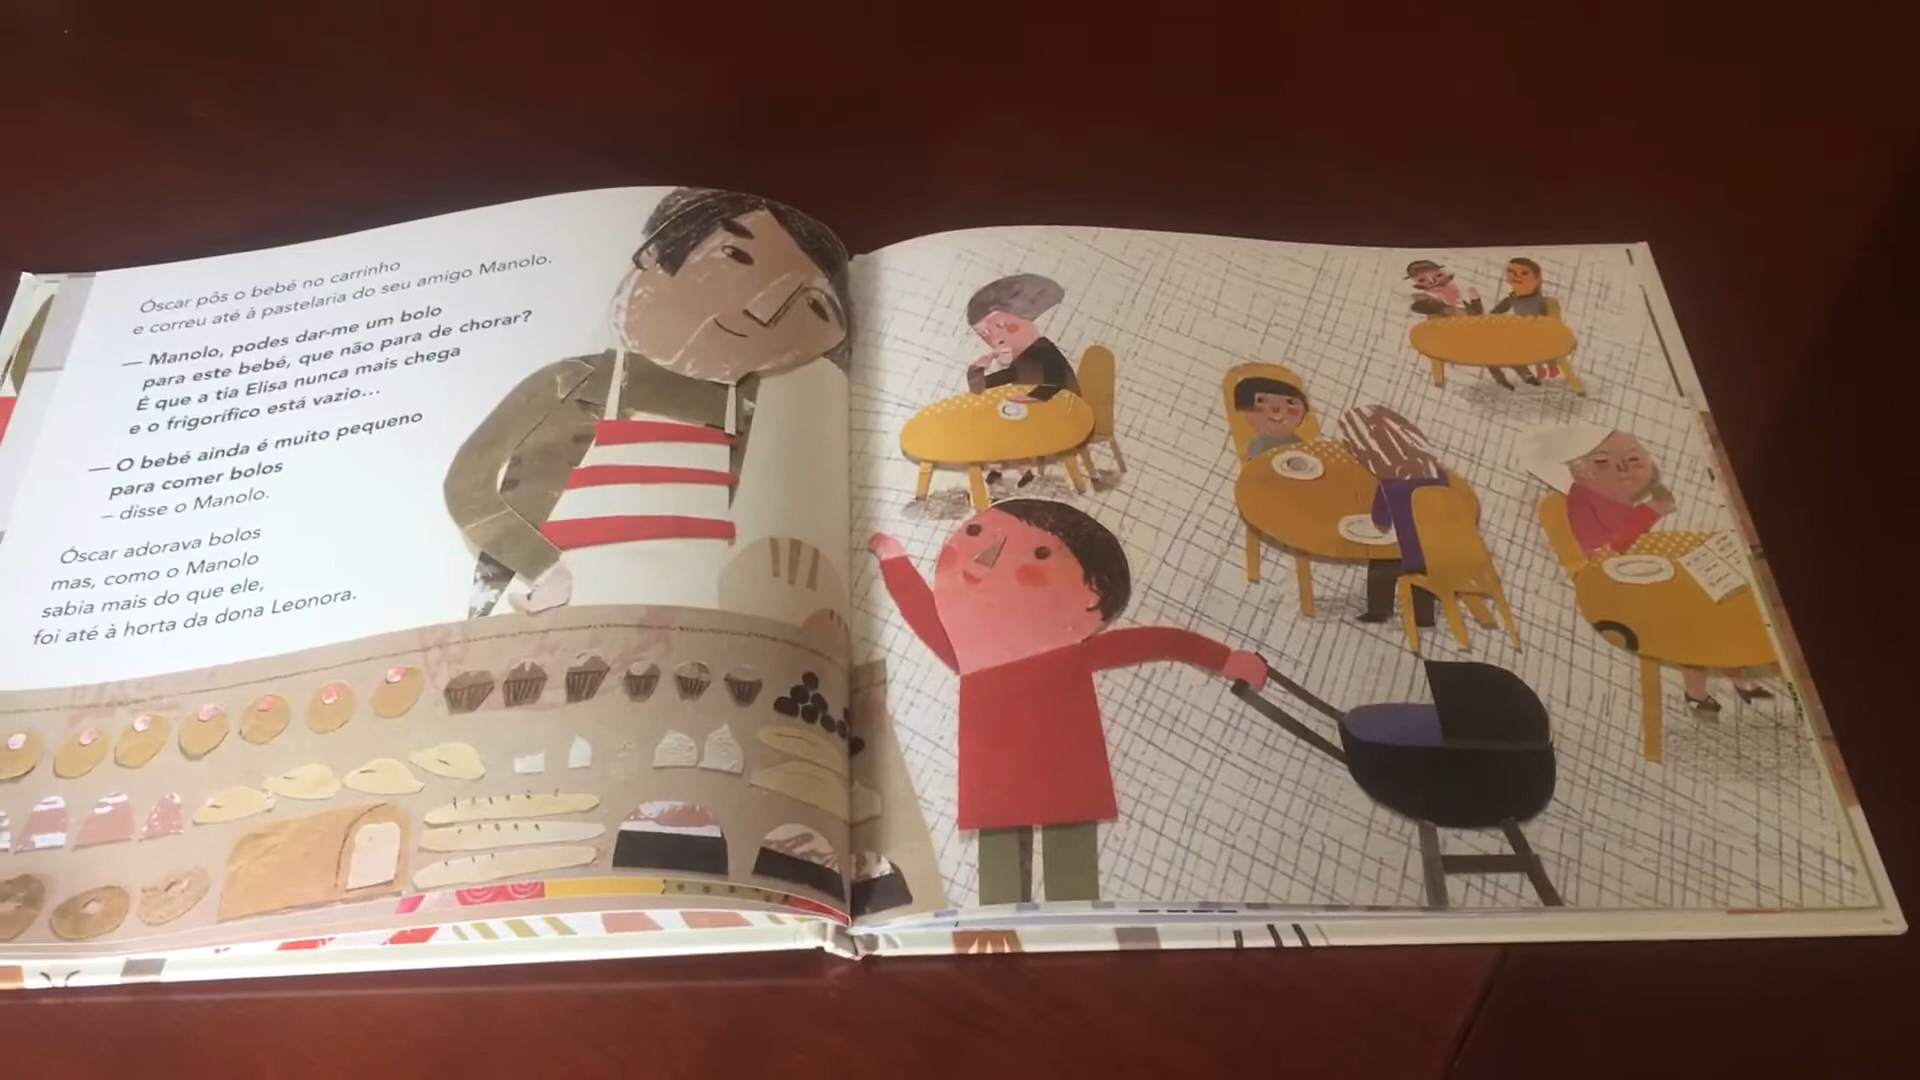 Óscar pôs o bebé no carrinho
e correu até à pastelaria do seu amigo Manolo.
— Manolo, podes dar-me um bolo
para este bebé, que não para de chorar?
É que a tia Elisa nunca mais chega
e o frigorífico está vazio...
— O bebé ainda é muito pequeno
para comer bolos
– disse o Manolo.
Óscar adorava bolos
mas, como o Manolo
sabia mais do que ele,
foi até à horta da dona Leonora.